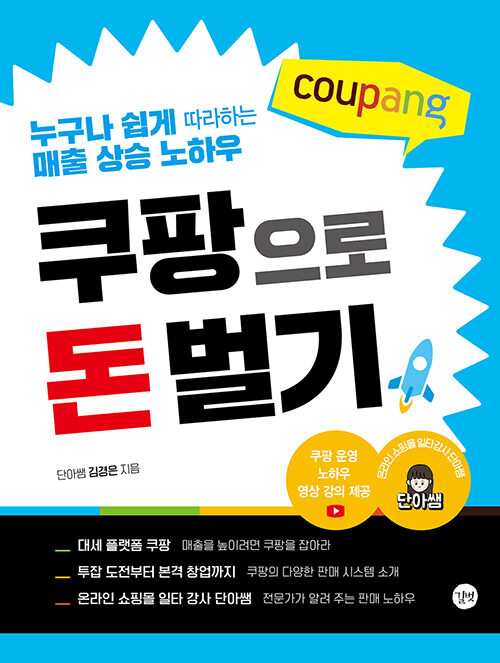 coupang
누구나 쉽게 따라하는
매출 상승 노하우
쿠팡으로
돈 벌기
단아쌤 김경은 지음
쿠팡 운영
노하우
영상 강의 제공
온라인 쇼핑몰 일타강사 단아쌤
단아쌤
대세 플랫폼 쿠팡 매출을 높이려면 쿠팡을 잡아라
투잡 도전부터 본격 창업까지 쿠팡의 다양한 판매 시스템 소개
온라인 쇼핑몰 일타 강사 단아쌤 전문가가 알려 주는 판매 노하우
길벗